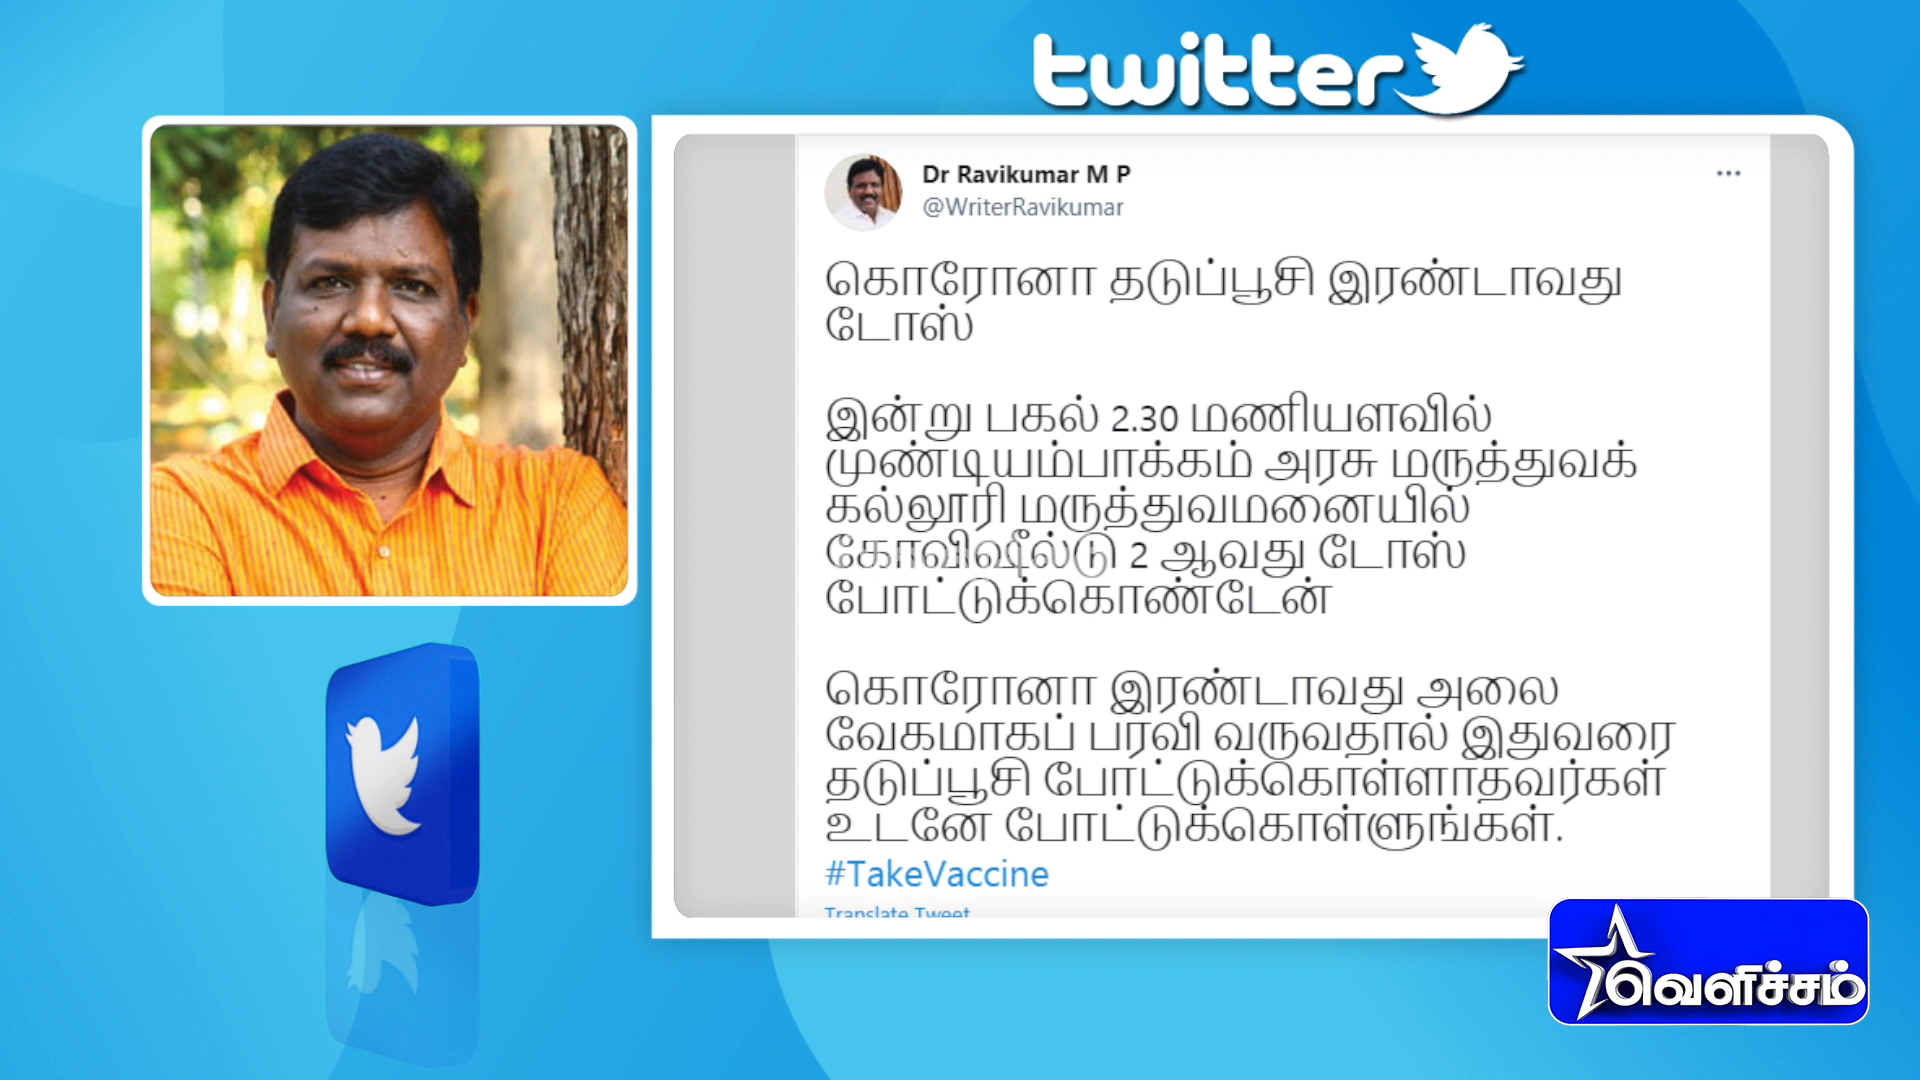 twitter
Dr Ravikumar M P
@WriterRavikumar
கொரோனா தடுப்பூசி இரண்டாவது
டோஸ்
இன்று பகல் 2.30 மணியளவில்
முண்டியம்பாக்கம் அரசு மருத்துவக்
கல்லூரி மருத்துவமனையில்
கோவிஷீல்டு 2 ஆவது டோஸ்
போட்டுக்கொண்டேன்
கொரோனா இரண்டாவது அலை
வேகமாகப் பரவி வருவதால் இதுவரை
தடுப்பூசி போட்டுக்கொள்ளாதவர்கள்
உடனே போட்டுக்கொள்ளுங்கள்.
#TakeVaccine
Translate Tweet
வெளிச்சம்